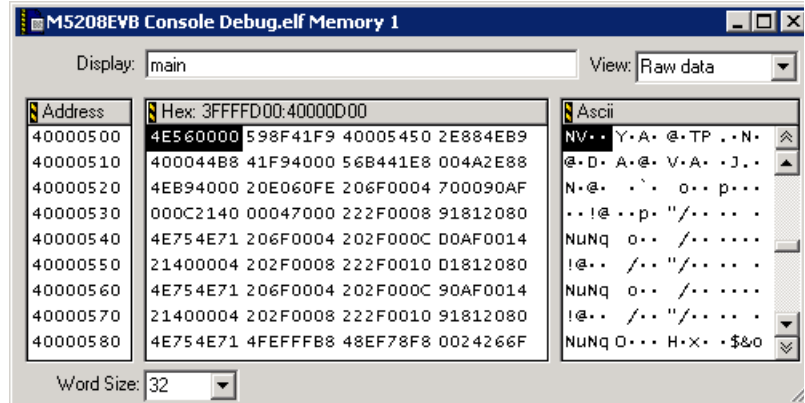 M5208EVB Console Debug.elf Memory 1
Display: main View: Raw data
Address Hex: 3FFFFD00:40000D00 Ascii
40000500 4E560000 598F41F9 40005450 2E884EB9 NV·· Y·A· @·TP .·N·
40000510 400044B8 41F94000 56B441E8 004A2E88 @·D· A·@· V·A· ·J.·
40000520 4EB94000 20E060FE 206F0004 700090AF N·@· ·`· o·· p···
40000530 000C2140 00047000 222F0008 91812080 ··!@ ··p· "/·· ·· ·
40000540 4E754E71 206F0004 202F000C D0AF0014 NuNq o·· /·· ····
40000550 21400004 202F0008 222F0010 D1812080 !@·· /·· "/·· ·· ·
40000560 4E754E71 206F0004 202F000C 90AF0014 NuNq o·· /·· ····
40000570 21400004 202F0008 222F0010 91812080 !@·· /·· "/·· ·· ·
40000580 4E754E71 4FEFFFB8 48EF78F8 0024266F NuNq O··· H·x· ·$&o
Word Size: 32